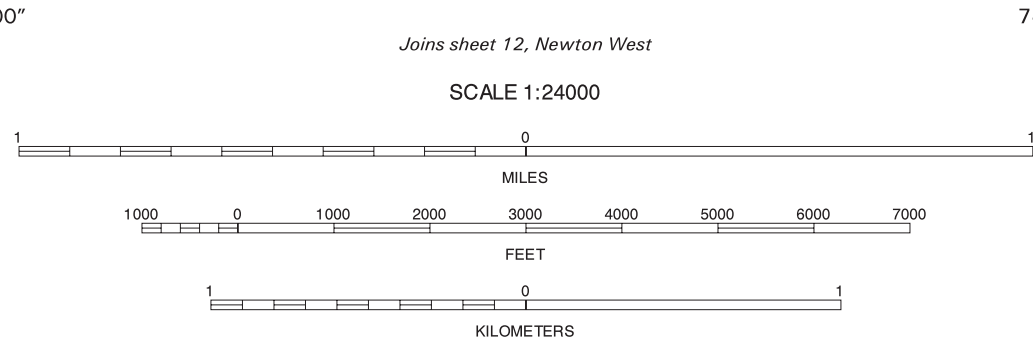 00” 7
Joins sheet 12, Newton West
SCALE 1:24000
1 0 1
MILES
1000 0 1000 2000 3000 4000 5000 6000 7000
FEET
1 0 1
KILOMETERS